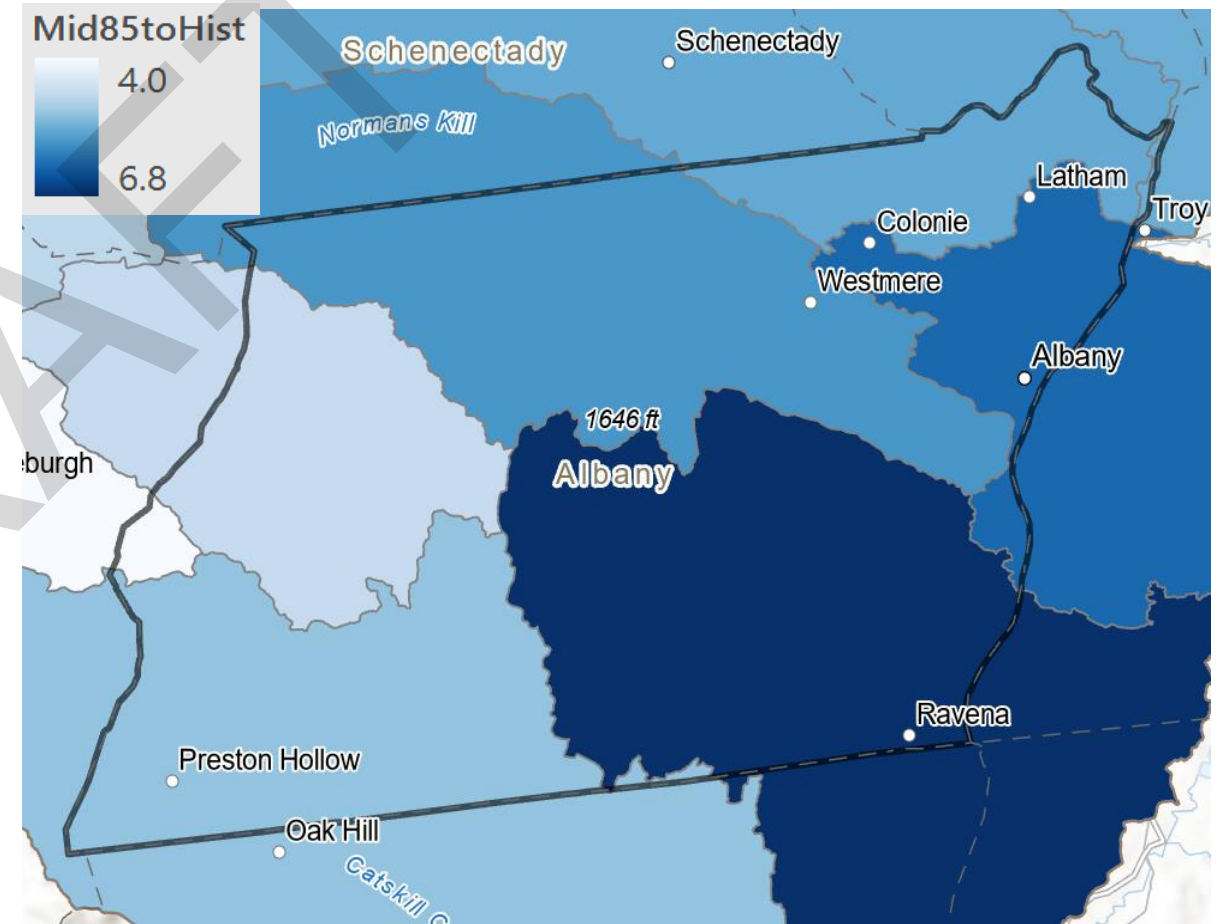 Mid85toHist
4.0
6.8
Schenectady
Schenectady
Normans Kill
Latham
Troy
Colonie
Westmere
Albany
1646 ft
Albany
eburgh
Ravena
Preston Hollow
Oak Hill
Catskill C